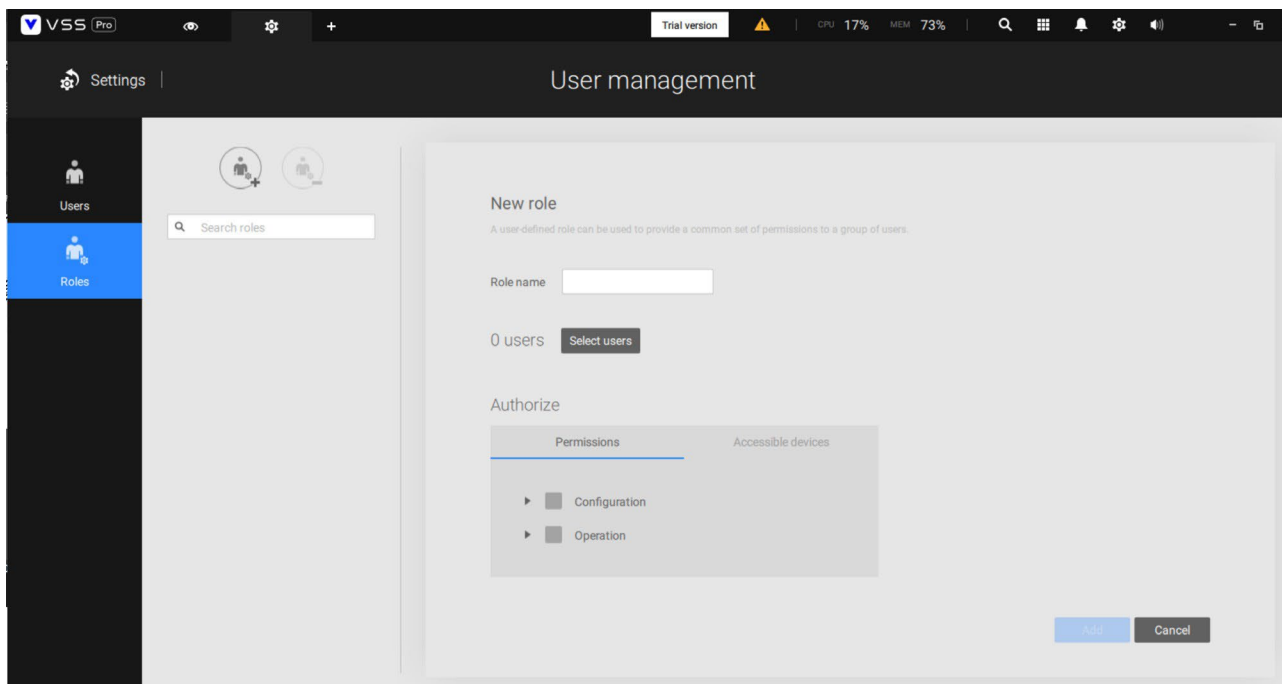 VSS Pro
Trial version
CPU 17% MEM 73%
Settings
User management
Users
Roles
Search roles
New role
A user-defined role can be used to provide a common set of permissions to a group of users.
Role name
0 users Select users
Authorize
Permissions Accessible devices
Configuration
Operation
Add Cancel